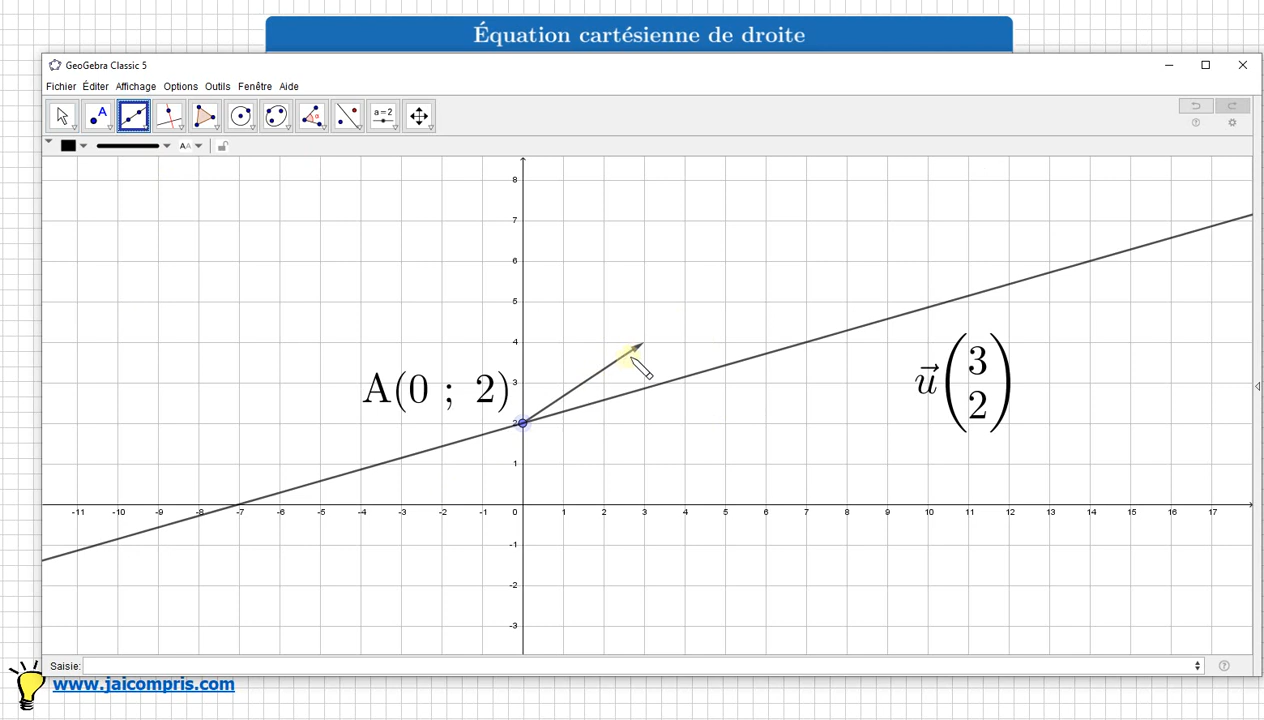 Équation cartésienne de droite
GeoGebra Classic 5
Fichier Éditer Affichage Options Outils Fenêtre Aide
A
α
a=2
AA
8
7
6
5
4
A(0 ; 2)
3
2
1
u⃗ (3 2)
-11 -10 -9 -8 -7 -6 -5 -4 -3 -2 -1 0 1 2 3 4 5 6 7 8 9 10 11 12 13 14 15 16 17
-1
-2
-3
Saisie:
www.jaicompris.com